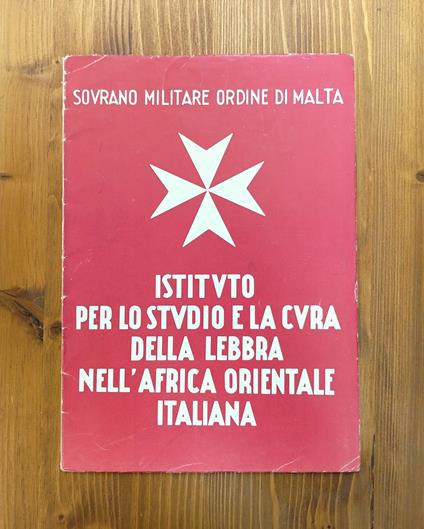 SOVRANO MILITARE ORDINE DI MALTA
ISTITVTO
PER LO STVDIO E LA CVRA
DELLA LEBBRA
NELL'AFRICA ORIENTALE
ITALIANA